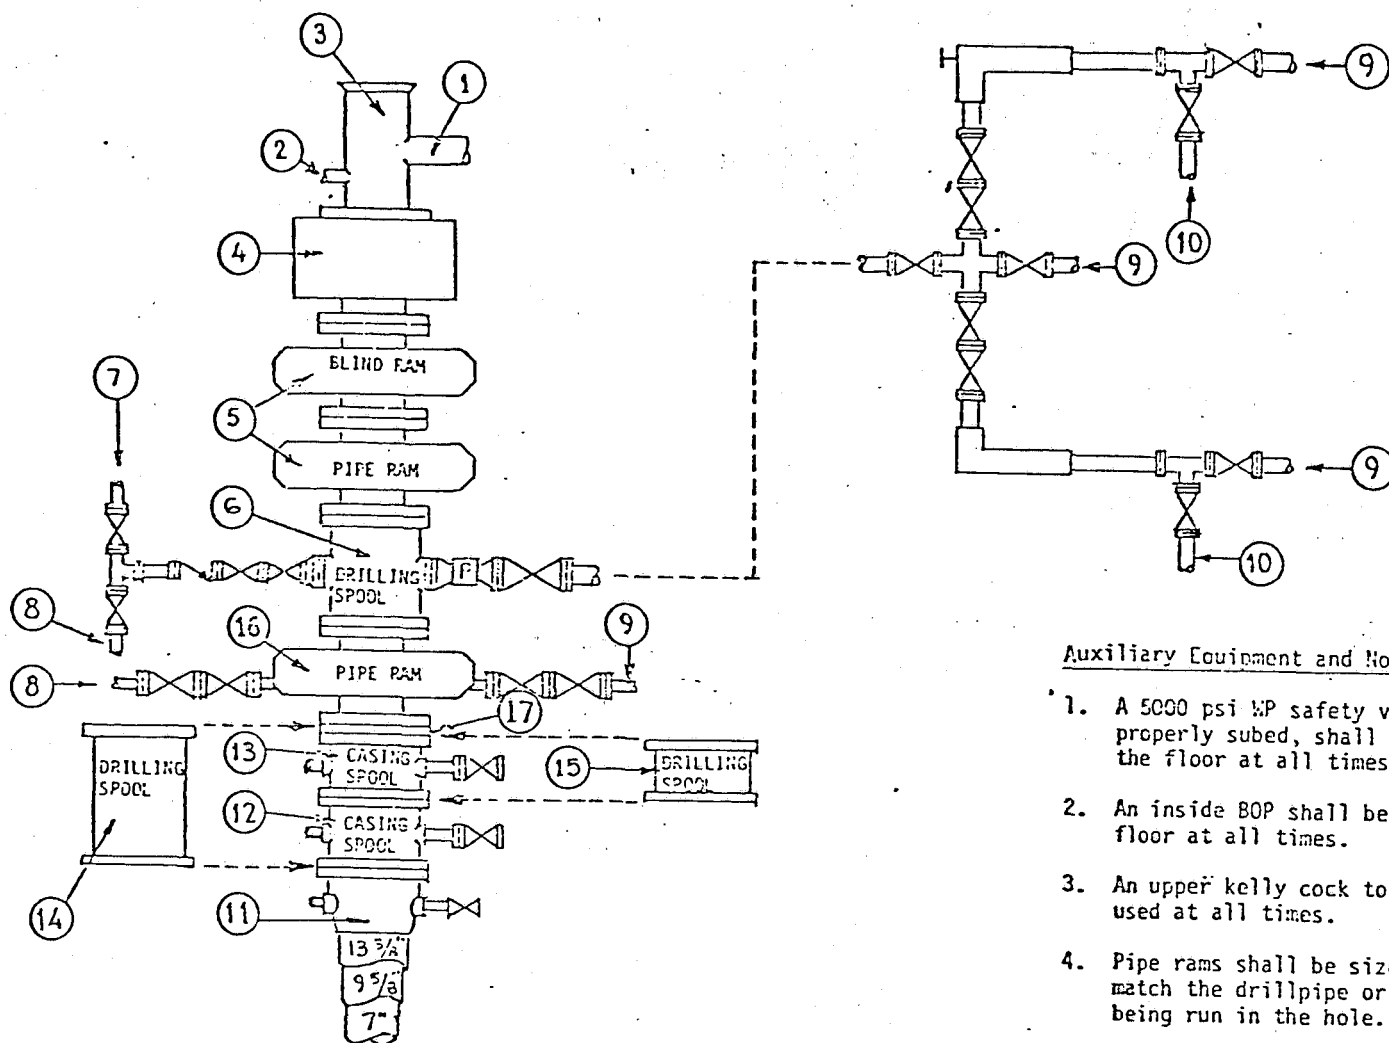 3
1
9
2
10
4
9
BLIND RAM
7
5
PIPE RAM
9
6
10
DRILLING
SPOOL
8
16
9
PIPE RAM
8
17
Auxiliary Equipment and
1. A 5000 psi WP safety
properly subed, shall
the floor at all times
DRILLING
SPOOL
13
CASING
SPOOL
15
DRILLING
SPOOL
12
CASING
SPOOL
2. An inside BOP shall be
floor at all times.
14
11
3. An upper kelly cock to
used at all times.
13 3/8"
9 5/8"
7"
4. Pipe rams shall be
match the drillpipe or
being run in the hole.